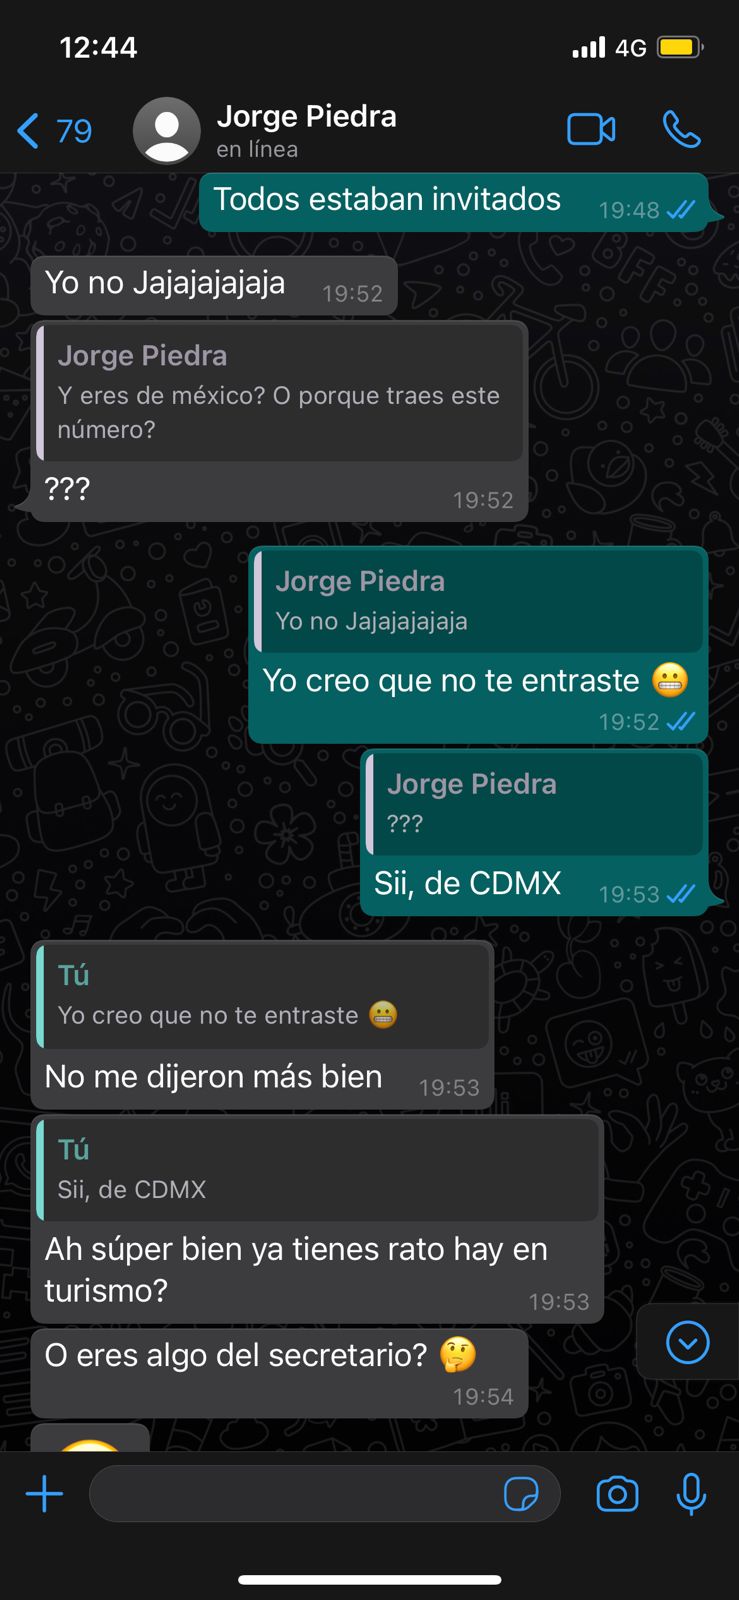 12:44
4G
79
Jorge Piedra
en línea
Todos estaban invitados
19:48
Yo no Jajajajajaja
19:52
Jorge Piedra
Y eres de méxico? O porque traes este
número?
???
19:52
Jorge Piedra
Yo no Jajajajajaja
Yo creo que no te entraste 😬
19:52
Jorge Piedra
???
Sii, de CDMX
19:53
Tú
Yo creo que no te entraste 😬
No me dijeron más bien
19:53
Tú
Sii, de CDMX
Ah súper bien ya tienes rato hay en
turismo?
19:53
O eres algo del secretario? 🤔
19:54